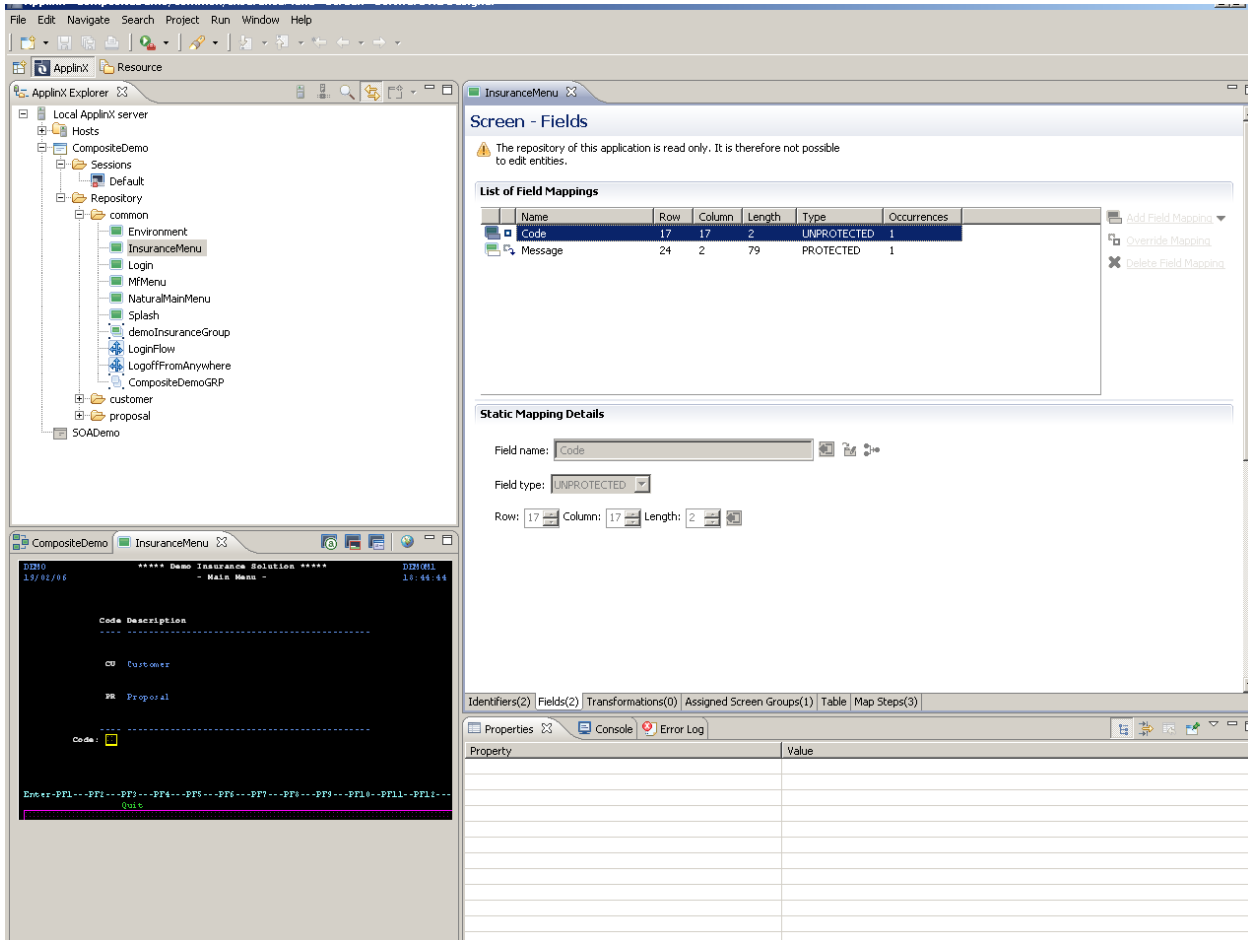 File Edit Navigate Search Project Run Window Help
ApplinX Resource
ApplinX Explorer
Local ApplinX server
Hosts
CompositeDemo
Sessions
Default
Repository
common
Environment
InsuranceMenu
Login
MfMenu
NaturalMainMenu
Splash
demoInsuranceGroup
LoginFlow
LogoffFromAnywhere
CompositeDemoGRP
customer
proposal
SOADemo
InsuranceMenu
Screen - Fields
The repository of this application is read only. It is therefore not possible
to edit entities.
List of Field Mappings
Name Row Column Length Type Occurrences
Code 17 17 2 UNPROTECTED 1
Message 24 2 79 PROTECTED 1
Add Field Mapping
Override Mapping
Delete Field Mapping
Static Mapping Details
Field name: Code
Field type: UNPROTECTED
Row: 17 Column: 17 Length: 2
Identifiers(2) Fields(2) Transformations(0) Assigned Screen Groups(1) Table Map Steps(3)
CompositeDemo InsuranceMenu
DEMO ***** Demo Insurance Solution *****
19/02/06 - Main Menu - 18:44:44
Code Description
---- --------------------------------------------
CU Customer
PR Proposal
--------------------------------------------
Code:
Enter-PF1---PF2---PF3---PF4---PF5---PF6---PF7---PF8---PF9---PF10--PF11--PF12---
Quit
Properties Console Error Log
Property Value